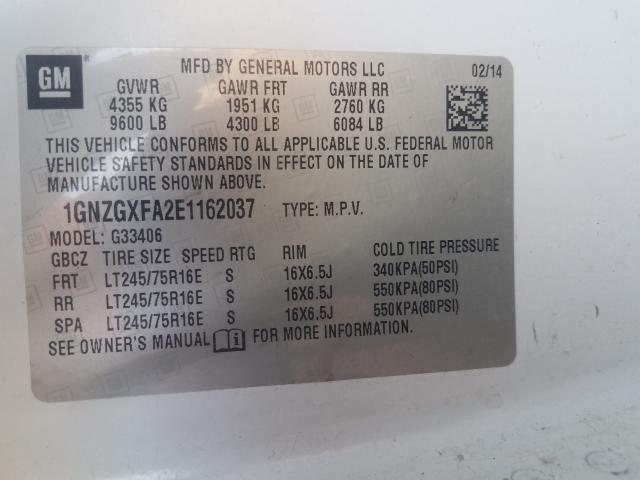 GM ®
MFD BY GENERAL MOTORS LLC 02/14
GVWR GAWR FRT GAWR RR
4355 KG 1951 KG 2760 KG
9600 LB 4300 LB 6084 LB
THIS VEHICLE CONFORMS TO ALL APPLICABLE U.S. FEDERAL MOTOR
VEHICLE SAFETY STANDARDS IN EFFECT ON THE DATE OF
MANUFACTURE SHOWN ABOVE.
1GNZGXFA2E1162037 TYPE: M.P.V.
MODEL: G33406
GBCZ TIRE SIZE SPEED RTG RIM COLD TIRE PRESSURE
FRT LT245/75R16E S 16X6.5J 340KPA(50PSI)
RR LT245/75R16E S 16X6.5J 550KPA(80PSI)
SPA LT245/75R16E S 16X6.5J 550KPA(80PSI)
SEE OWNER'S MANUAL i FOR MORE INFORMATION.